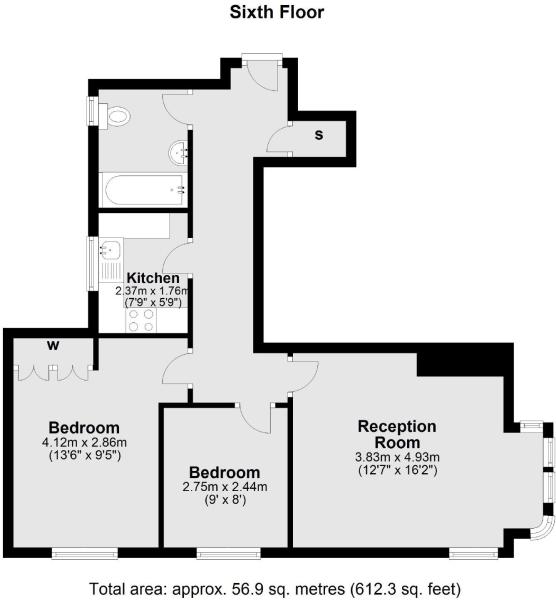 Sixth Floor
S
Kitchen
2.37m x 1.76m
(7'9" x 5'9")
W
Bedroom
4.12m x 2.86m
(13'6" x 9'5")
Bedroom
2.75m x 2.44m
(9' x 8')
Reception
Room
3.83m x 4.93m
(12'7" x 16'2")
Total area: approx. 56.9 sq. metres (612.3 sq. feet)